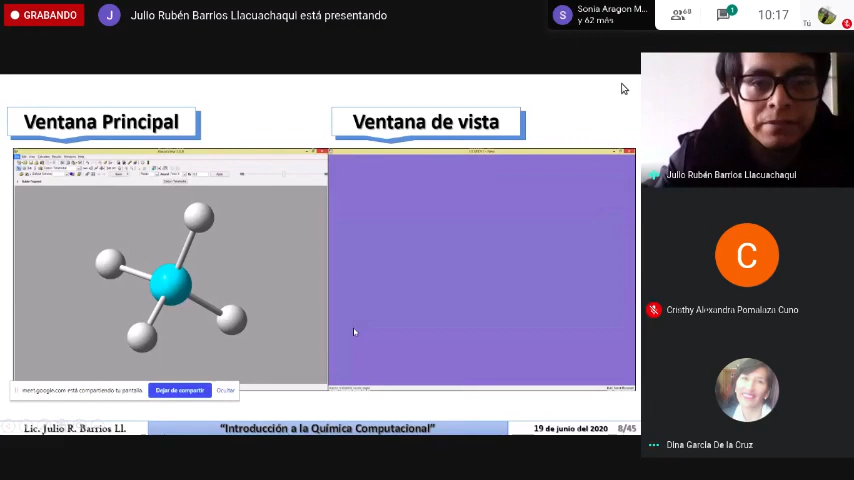 GRABANDO
J
Julio Rubén Barrios Llacuachaqui está presentando
S
Sonia Aragon M...
y 62 más
68
1
10:17
Tú
Ventana Principal
Ventana de vista
Julio Rubén Barrios Llacuachaqui
C
Cristhy Alexandra Pomalaza Cuno
meet.google.com está compartiendo tu pantalla.
Dejar de compartir
Ocultar
Lic. Julio R. Barrios Ll.
“Introducción a la Química Computacional”
19 de junio del 2020
8/45
Dina Garcia De la Cruz